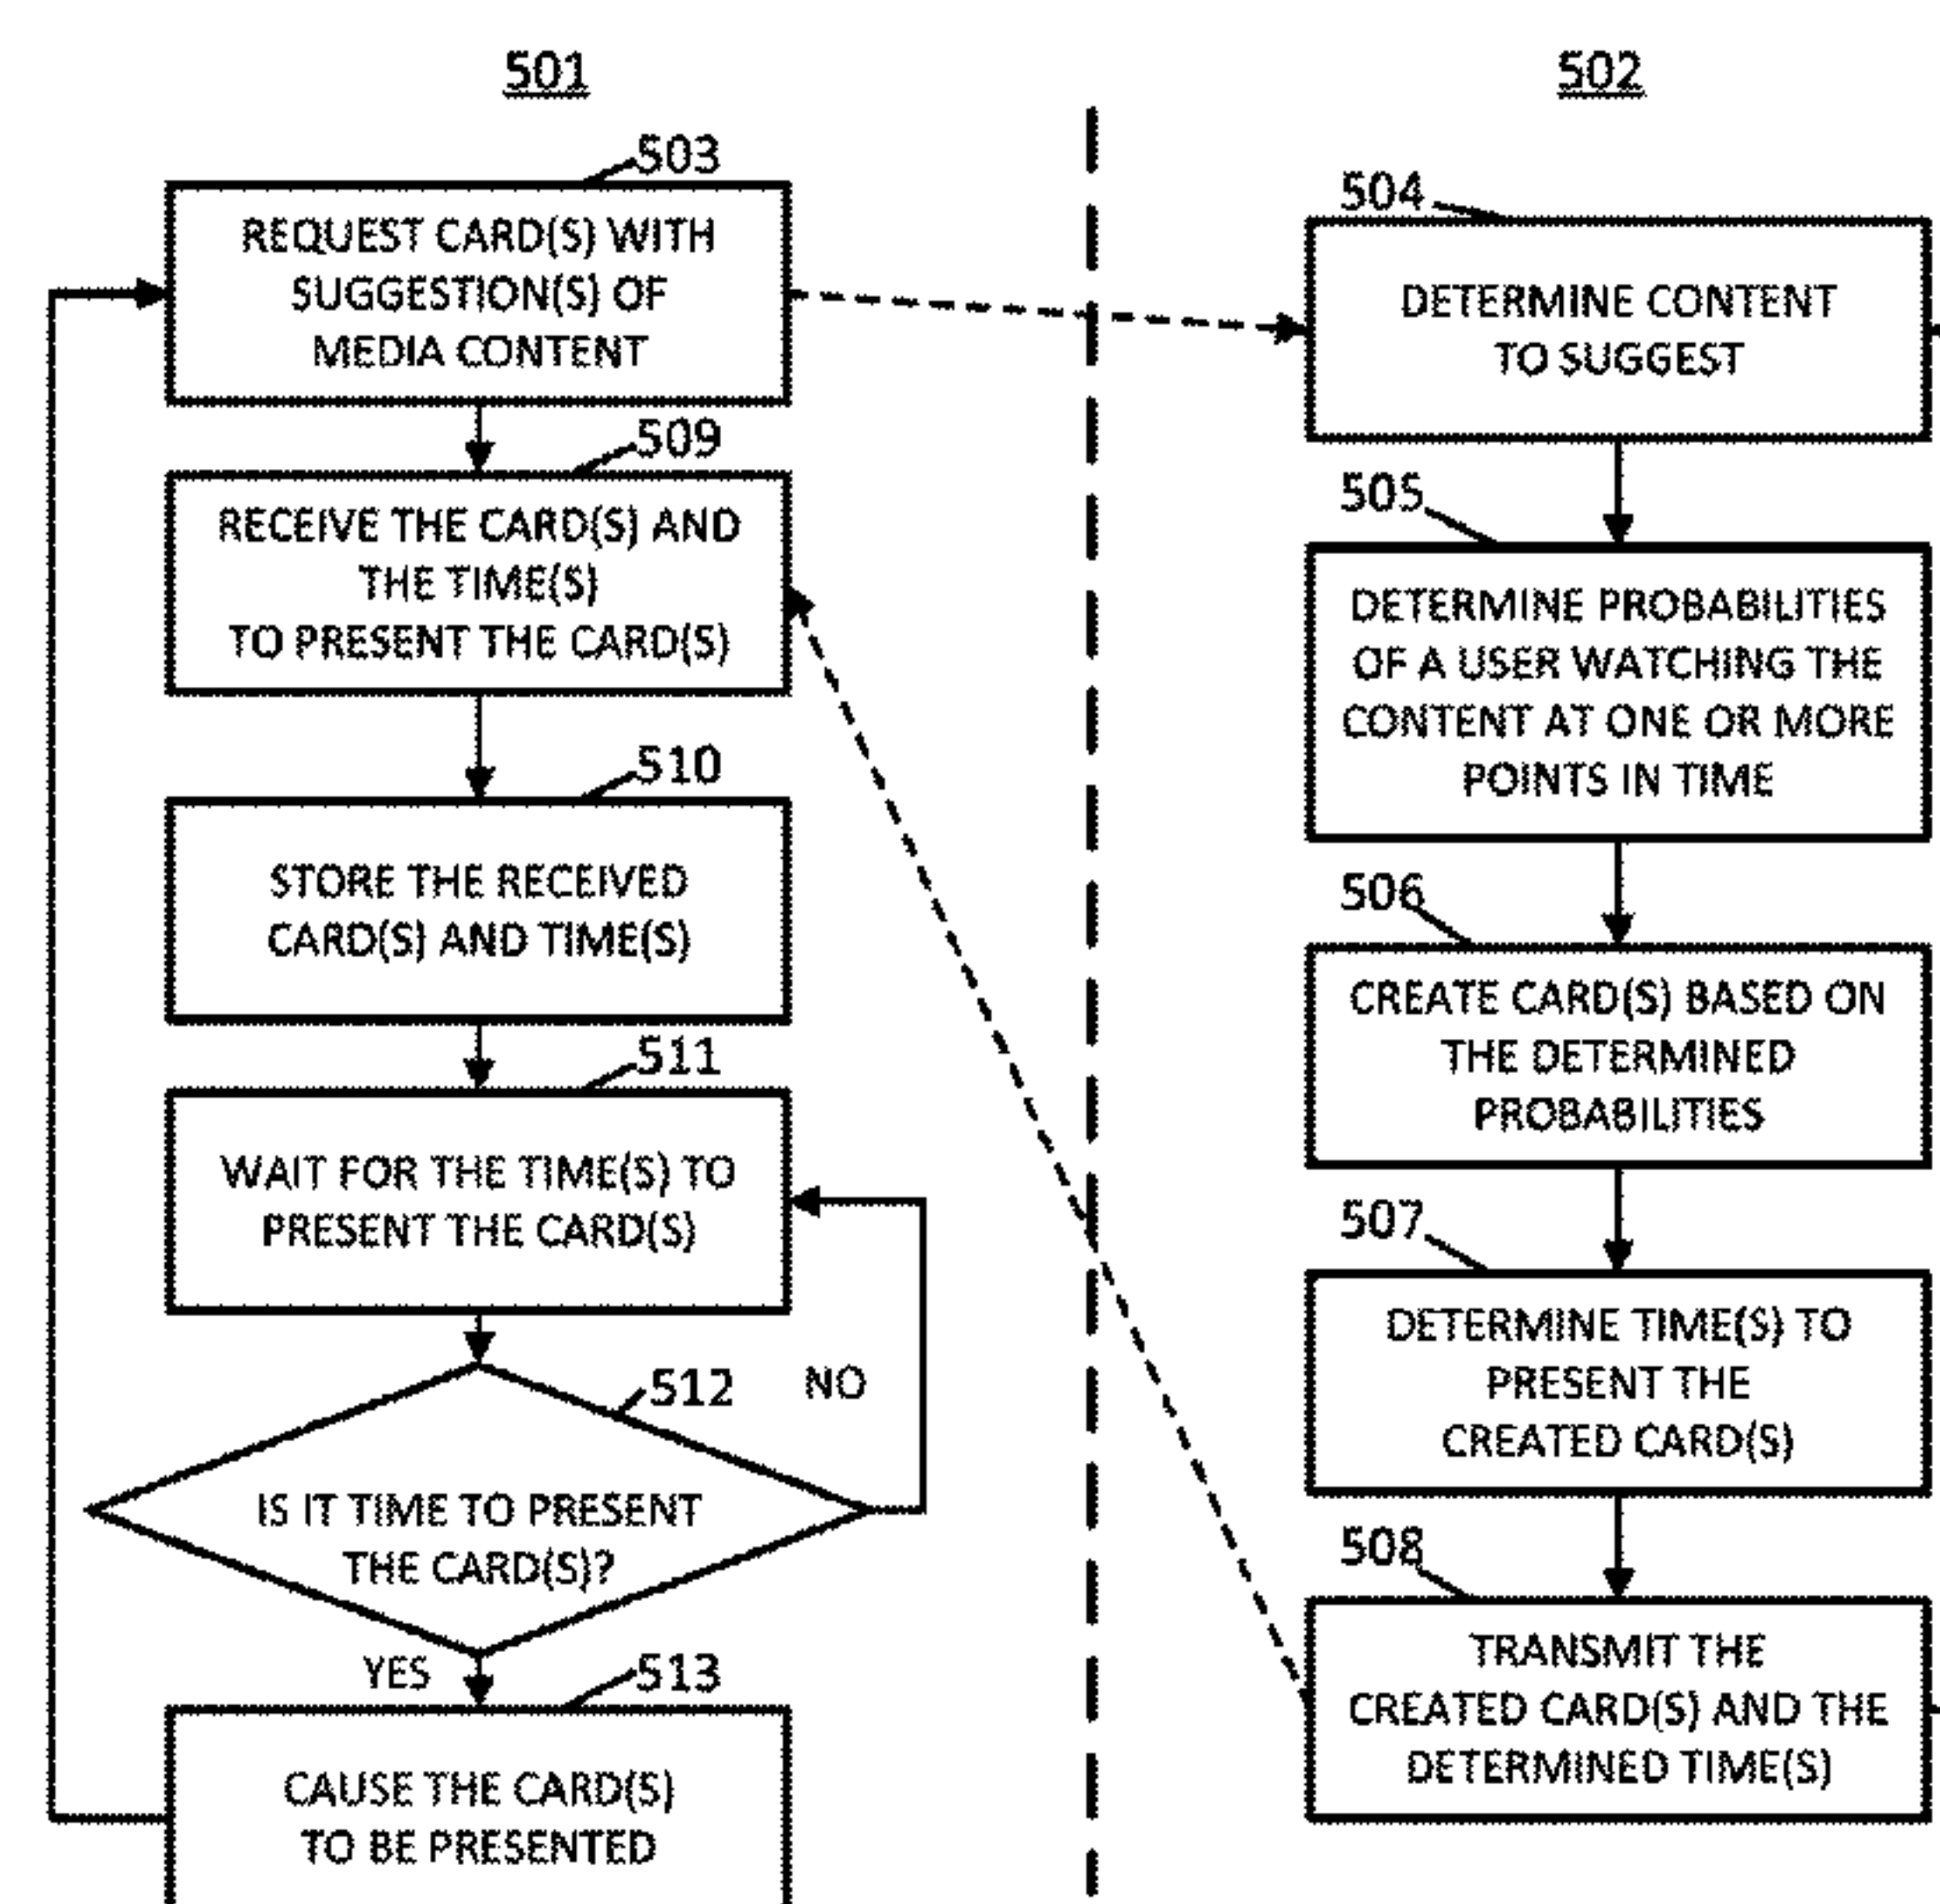 501
503
REQUEST CARD(S) WITH
SUGGESTION(S) OF
MEDIA CONTENT
509
RECEIVE THE CARD(S) AND
THE TIME(S)
TO PRESENT THE CARD(S)
510
STORE THE RECEIVED
CARD(S) AND TIME(S)
511
WAIT FOR THE TIME(S) TO
PRESENT THE CARD(S)
512
NO
IS IT TIME TO PRESENT
THE CARD(S)?
YES
513
CAUSE THE CARD(S)
TO BE PRESENTED
502
504
DETERMINE CONTENT
TO SUGGEST
505
DETERMINE PROBABILITIES
OF A USER WATCHING THE
CONTENT AT ONE OR MORE
POINTS IN TIME
506
CREATE CARD(S) BASED ON
THE DETERMINED
PROBABILITIES
507
DETERMINE TIME(S) TO
PRESENT THE
CREATED CARD(S)
508
TRANSMIT THE
CREATED CARD(S) AND THE
DETERMINED TIME(S)